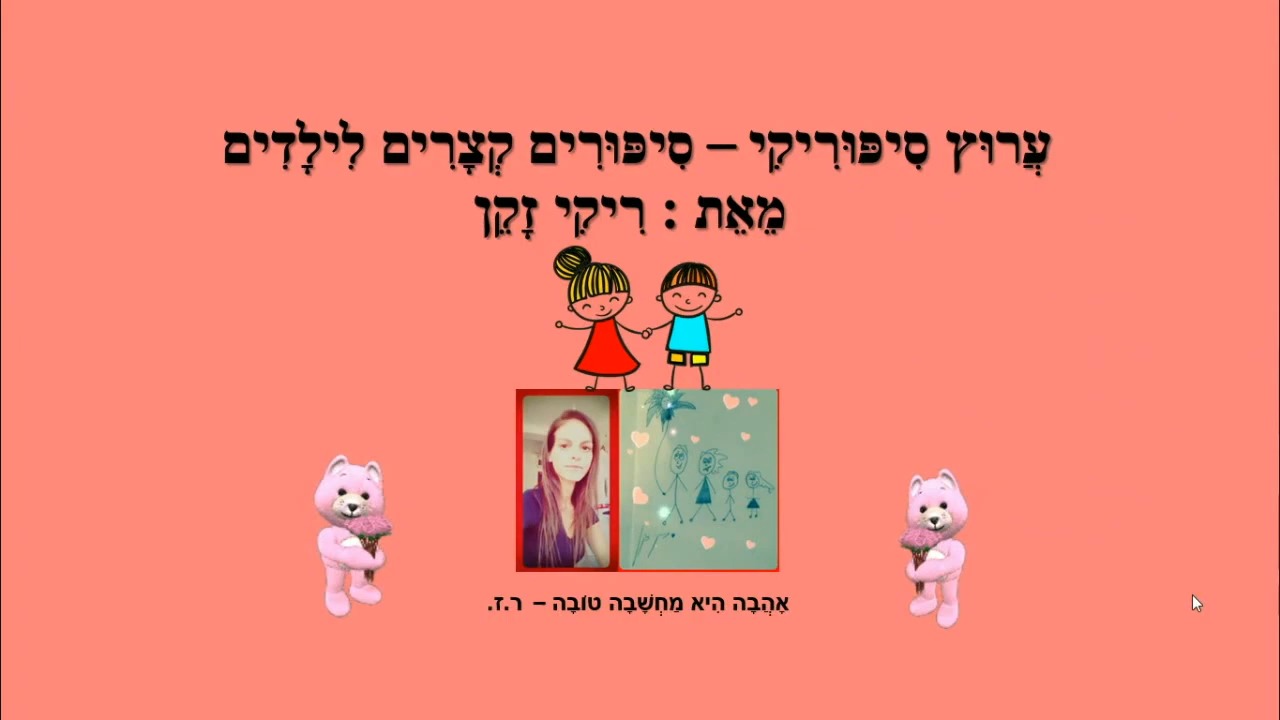 עֲרוּץ סִיפּוּרִיקִי – סִיפּוּרִים קְצָרִים לִילָדִים
מֵאֵת : רִיקִי זָקֵן
אָהֲבָה הִיא מַחְשָׁבָה טוֹבָה – ר.ז.